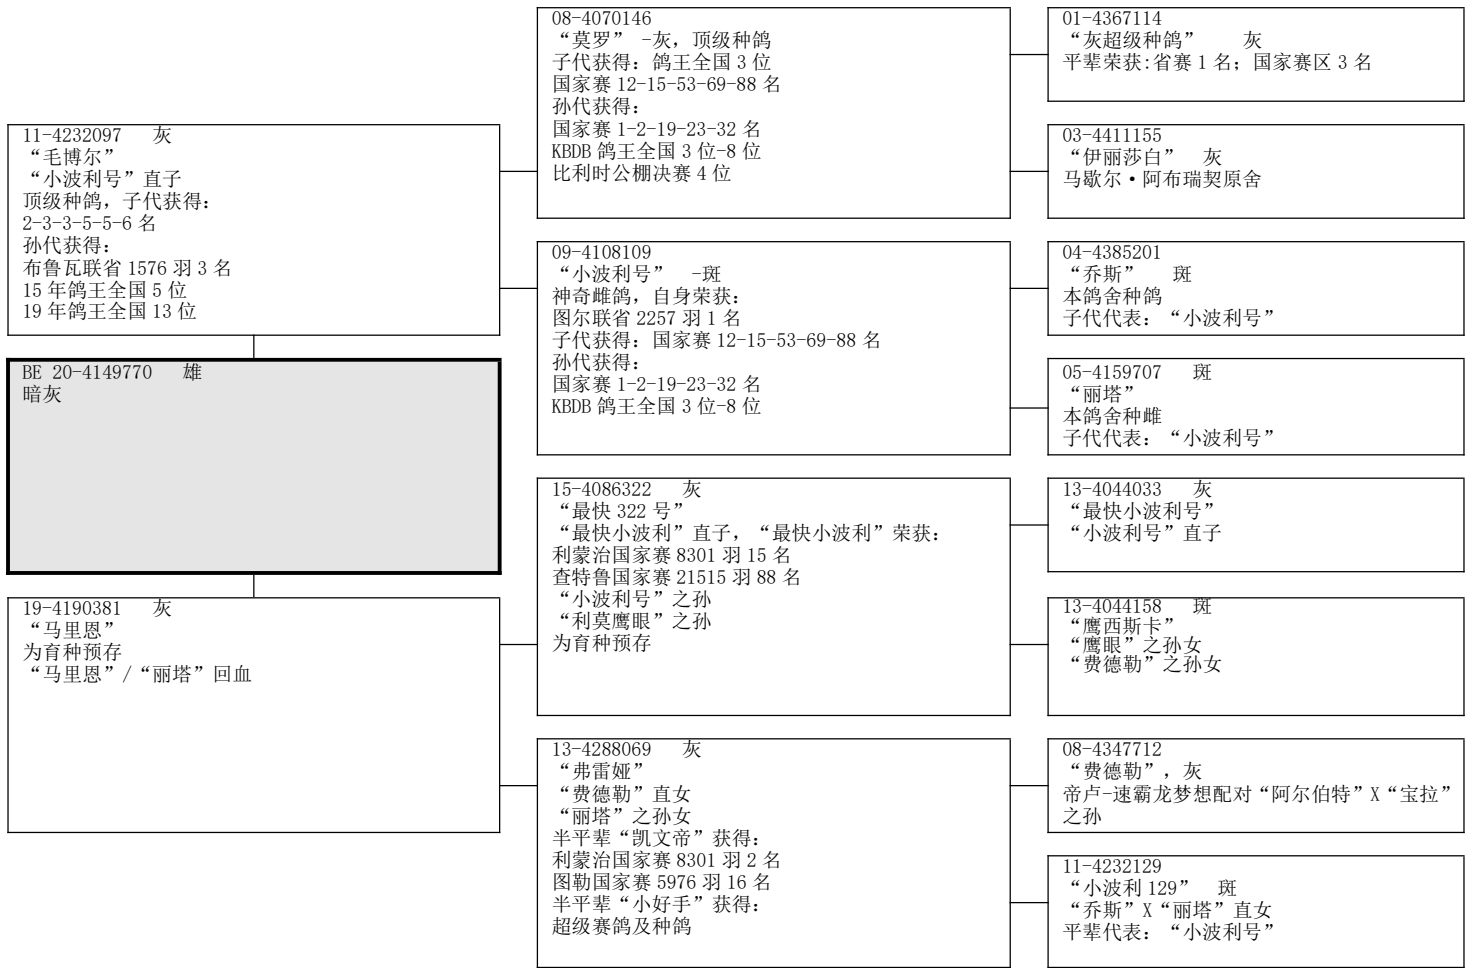 11-4232097 灰
“毛博尔”
“小波利号”直子
顶级种鸽，子代获得：
2-3-3-5-5-6 名
孙代获得：
布鲁瓦联省 1576 羽 3 名
15 年鸽王全国 5 位
19 年鸽王全国 13 位
BE 20-4149770 雄
暗灰
19-4190381 灰
“马里恩”
为育种预存
“马里恩”/“丽塔”回血
08-4070146
“莫罗” -灰，顶级种鸽
子代获得：鸽王全国 3 位
国家赛 12-15-53-69-88 名
孙代获得：
国家赛 1-2-19-23-32 名
KBDB 鸽王全国 3 位-8 位
比利时公棚决赛 4 位
09-4108109
“小波利号” -斑
神奇雌鸽，自身荣获：
图尔联省 2257 羽 1 名
子代获得：国家赛 12-15-53-69-88 名
孙代获得：
国家赛 1-2-19-23-32 名
KBDB 鸽王全国 3 位-8 位
15-4086322 灰
“最快 322 号”
“最快小波利”直子，“最快小波利”荣获：
利蒙治国家赛 8301 羽 15 名
查特鲁国家赛 21515 羽 88 名
“小波利号”之孙
“利莫鹰眼”之孙
为育种预存
13-4288069 灰
“弗雷娅”
“费德勒”直女
“丽塔”之孙女
半平辈“凯文帝”获得：
利蒙治国家赛 8301 羽 2 名
图勒国家赛 5976 羽 16 名
半平辈“小好手”获得：
超级赛鸽及种鸽
01-4367114
“灰超级种鸽” 灰
平辈荣获:省赛 1 名；国家赛区 3 名
03-4411155
“伊丽莎白” 灰
马歇尔·阿布瑞契原舍
04-4385201
“乔斯” 斑
本鸽舍种鸽
子代代表：“小波利号”
05-4159707 斑
“丽塔”
本鸽舍种雌
子代代表：“小波利号”
13-4044033 灰
“最快小波利号”
“小波利号”直子
13-4044158 斑
“鹰西斯卡”
“鹰眼”之孙女
“费德勒”之孙女
08-4347712
“费德勒”，灰
帝卢-速霸龙梦想配对“阿尔伯特”X“宝拉”
之孙
11-4232129
“小波利 129” 斑
“乔斯”X“丽塔”直女
平辈代表：“小波利号”